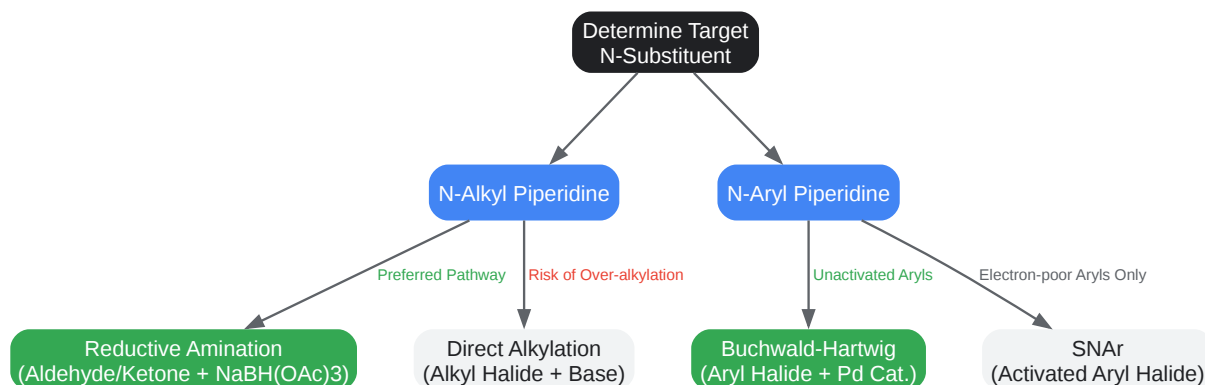 Determine Target
N-Substituent
N-Alkyl Piperidine
N-Aryl Piperidine
Preferred Pathway
Risk of Over-alkylation
Unactivated Aryls
Electron-poor Aryls Only
Reductive Amination
(Aldehyde/Ketone + NaBH(OAc)3)
Direct Alkylation
(Alkyl Halide + Base)
Buchwald-Hartwig
(Aryl Halide + Pd Cat.)
SNAr
(Activated Aryl Halide)